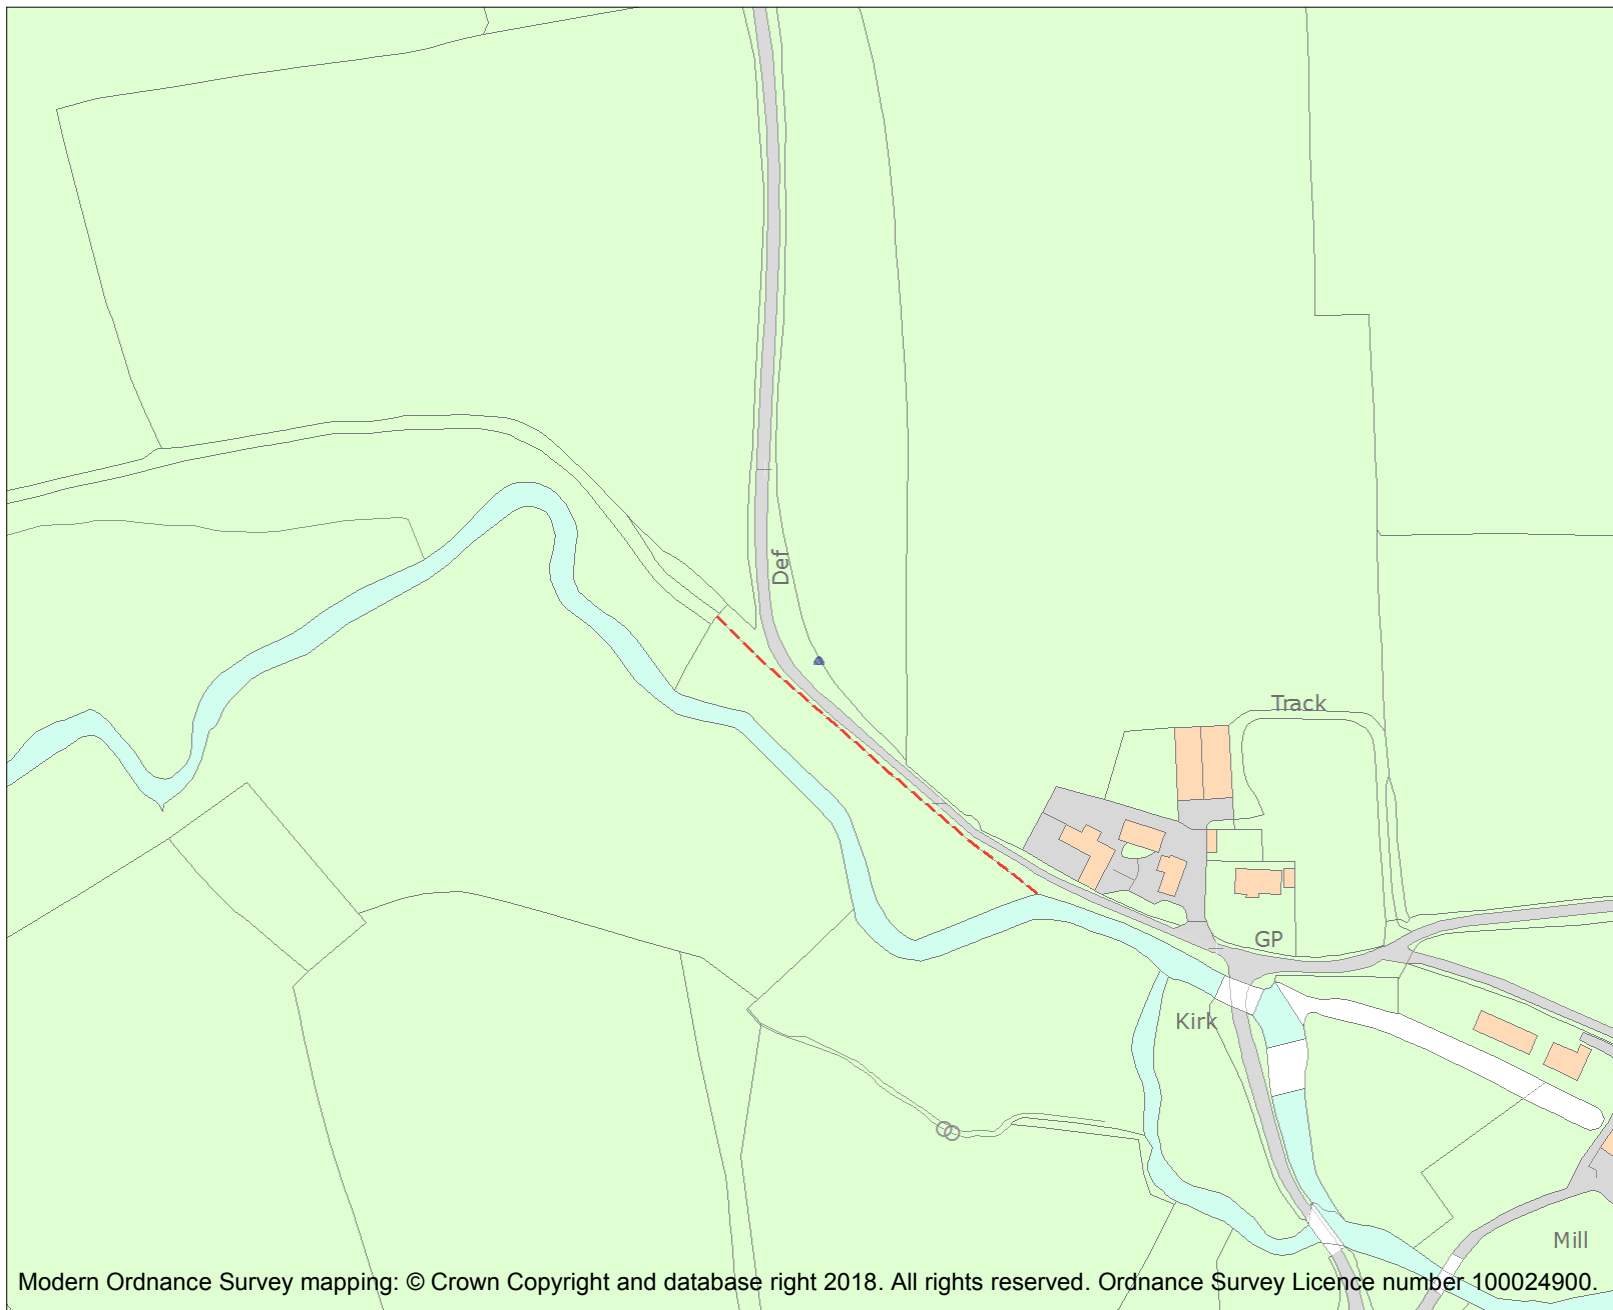 Def
Track
GP
Kirk
Mill
Modern Ordnance Survey mapping: © Crown Copyright and database right 2018. All rights reserved. Ordnance Survey Licence number 100024900.